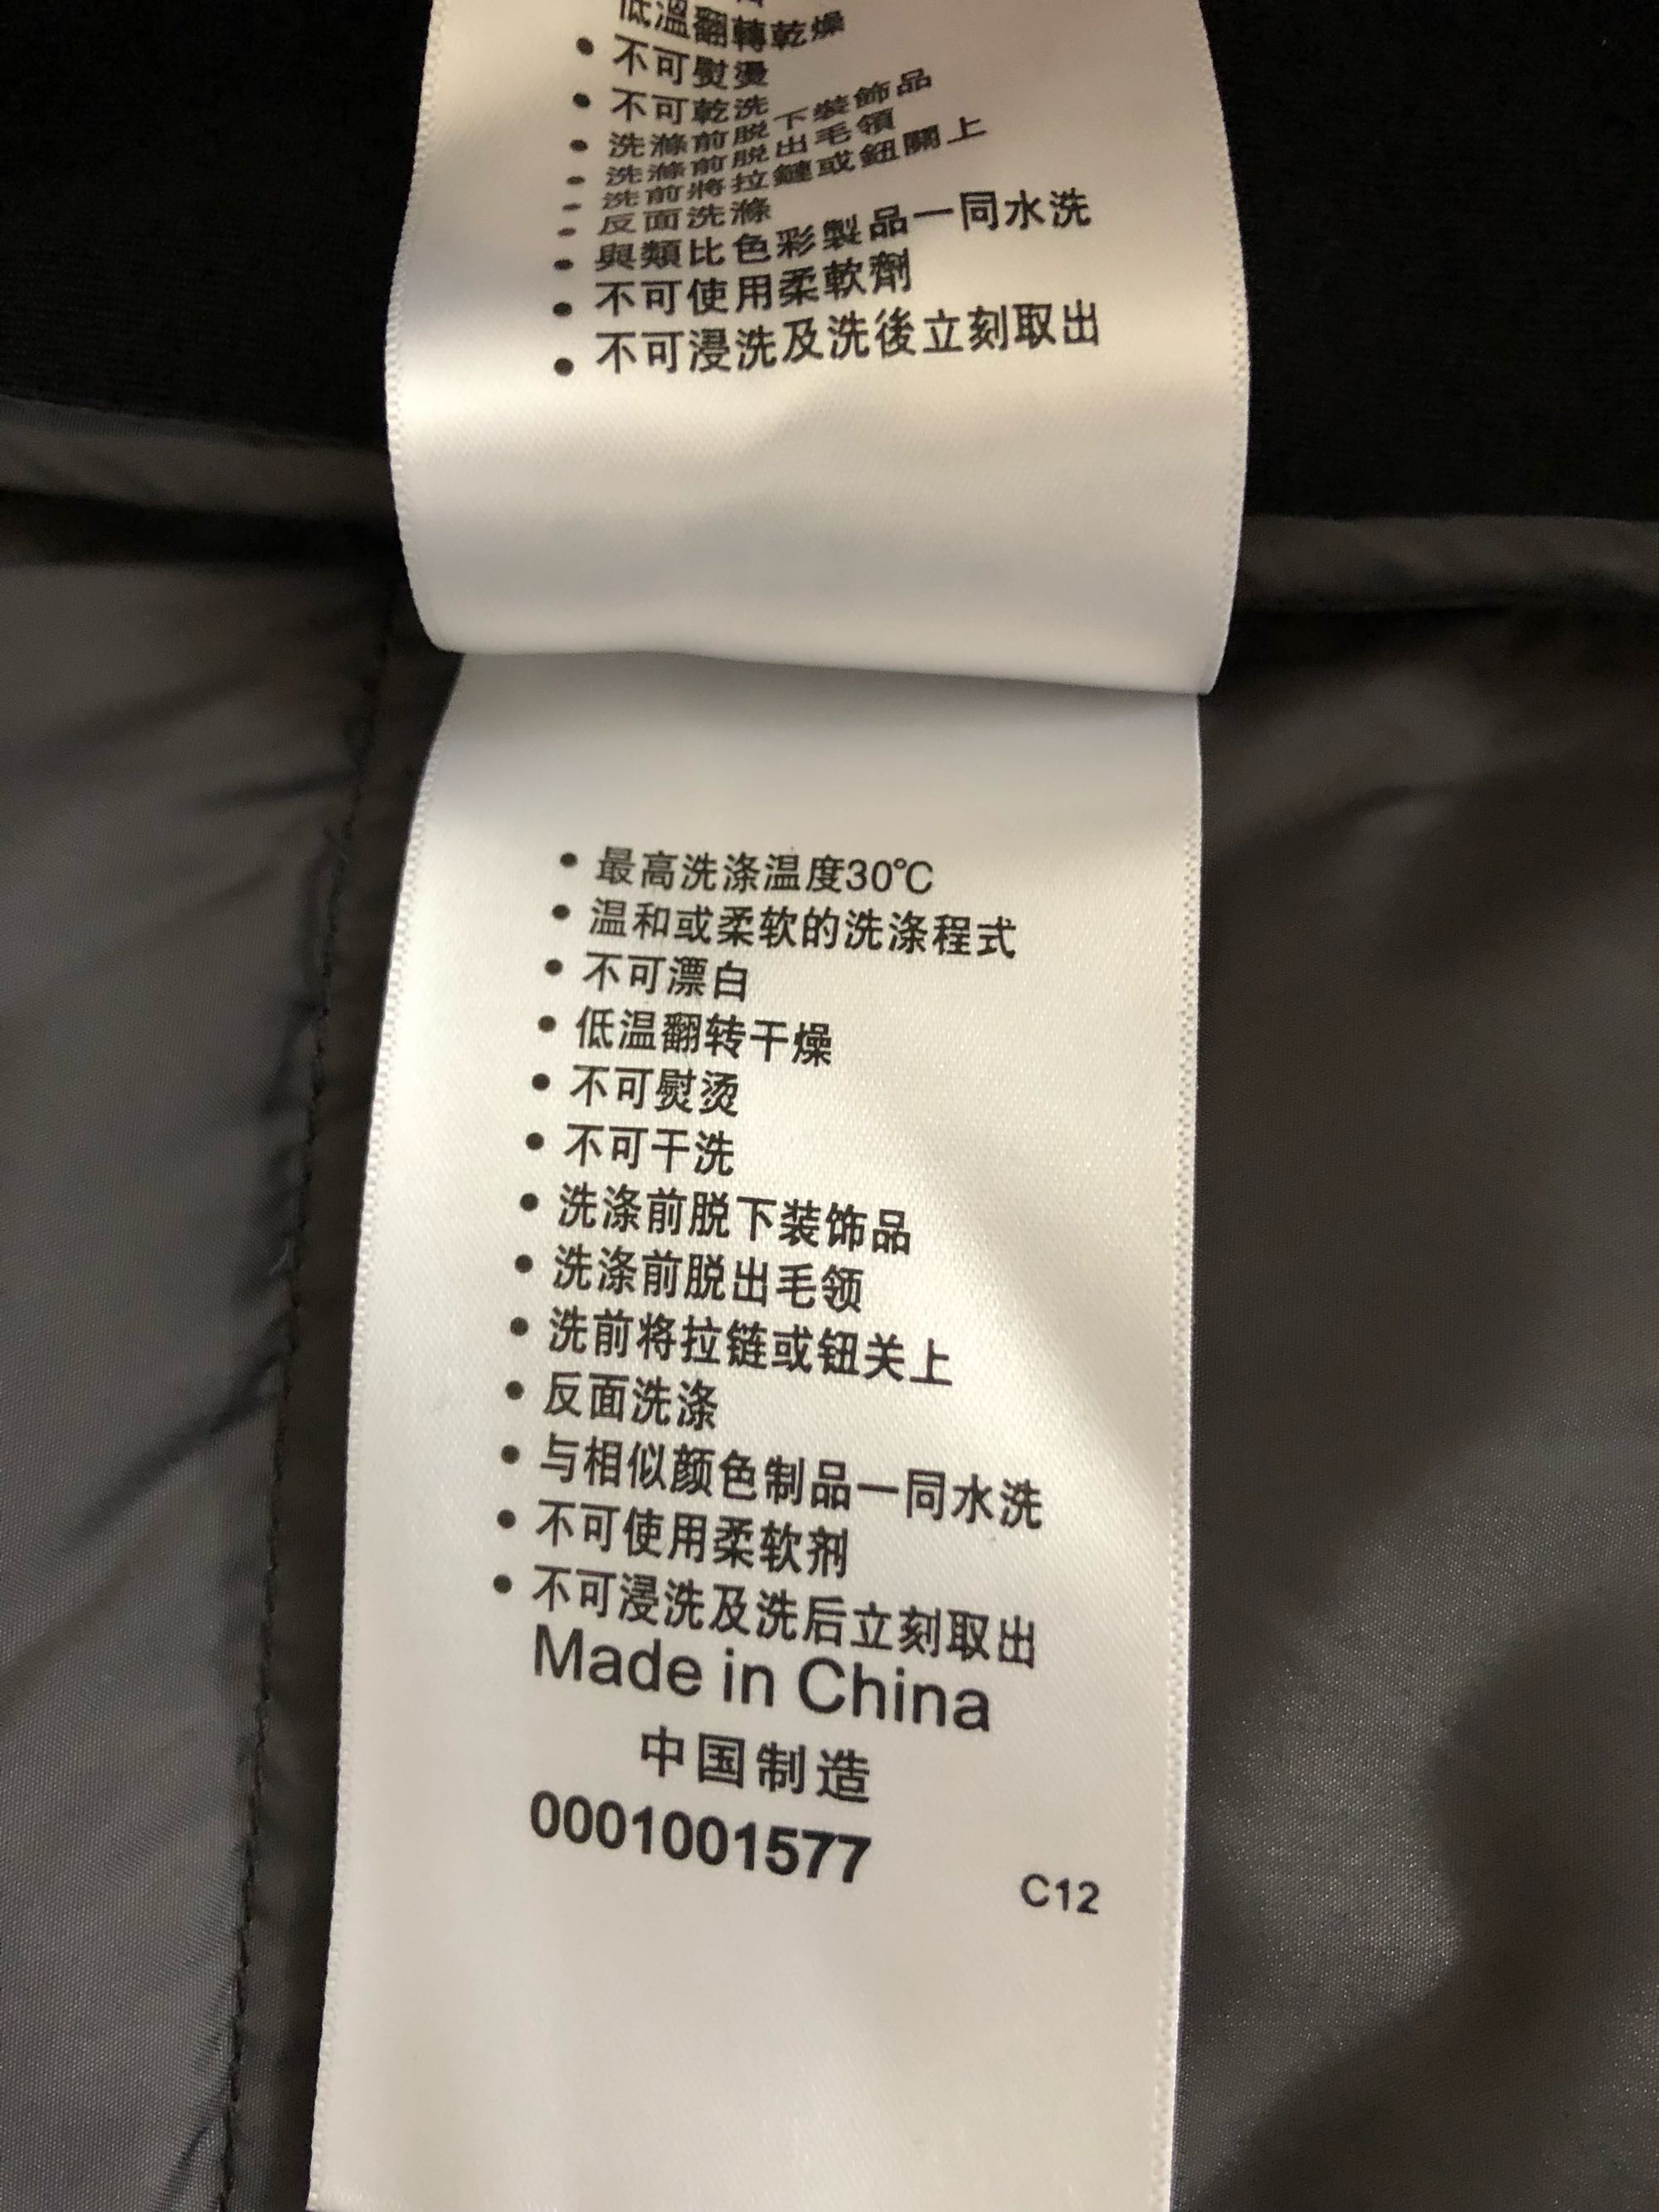 低溫翻轉乾燥
• 不可熨燙
• 不可乾洗
• 洗滌前脫下裝飾品
• 洗滌前脫出毛領
• 洗前將拉鏈或鈕關上
• 反面洗滌
• 與類比色彩製品一同水洗
• 不可使用柔軟劑
• 不可浸洗及洗後立刻取出
• 最高洗涤温度30℃
• 温和或柔软的洗涤程式
• 不可漂白
• 低温翻转干燥
• 不可熨烫
• 不可干洗
• 洗涤前脱下装饰品
• 洗涤前脱出毛领
• 洗前将拉链或钮关上
• 反面洗涤
• 与相似颜色制品一同水洗
• 不可使用柔软剂
• 不可浸洗及洗后立刻取出
Made in China
中国制造
0001001577
C12